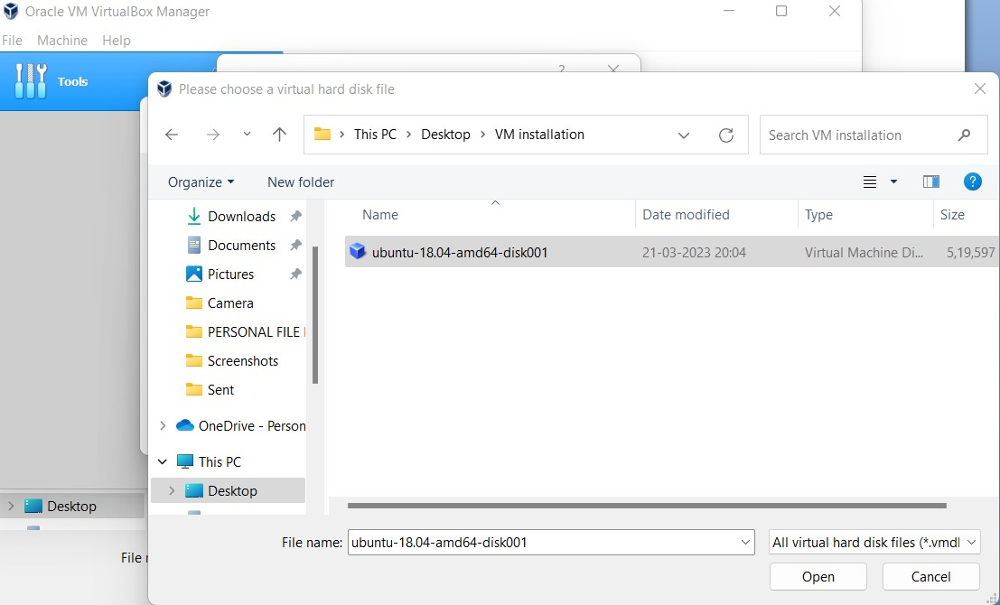 Oracle VM VirtualBox Manager
File Machine Help
Tools
?
Please choose a virtual hard disk file
This PC > Desktop > VM installation
Search VM installation
Organize New folder
?
Name Date modified Type Size
ubuntu-18.04-amd64-disk001 21-03-2023 20:04 Virtual Machine Di... 5,19,597
Downloads
Documents
Pictures
Camera
PERSONAL FILE
Screenshots
Sent
OneDrive - Person
This PC
Desktop
Desktop
File name: ubuntu-18.04-amd64-disk001 All virtual hard disk files (*.vmd
File
Open Cancel